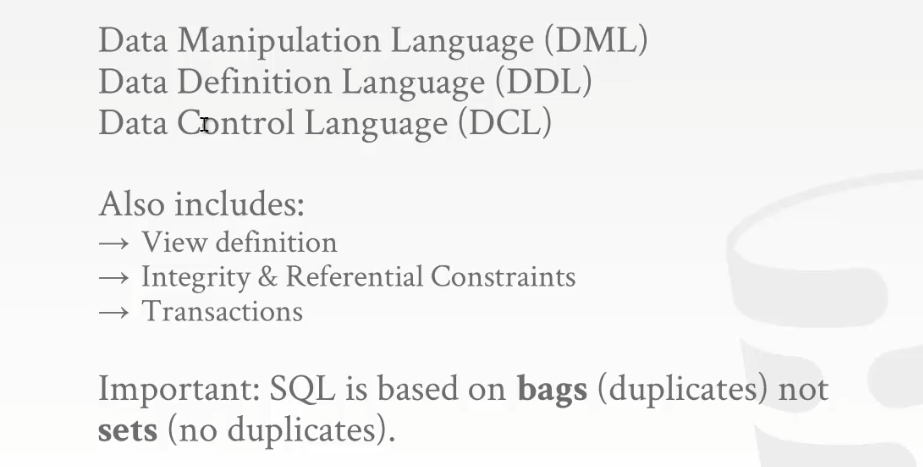 Data Manipulation Language (DML)
Data Definition Language (DDL)
Data Control Language (DCL)
Also includes:
→ View definition
→ Integrity & Referential Constraints
→ Transactions
Important: SQL is based on bags (duplicates) not
sets (no duplicates).